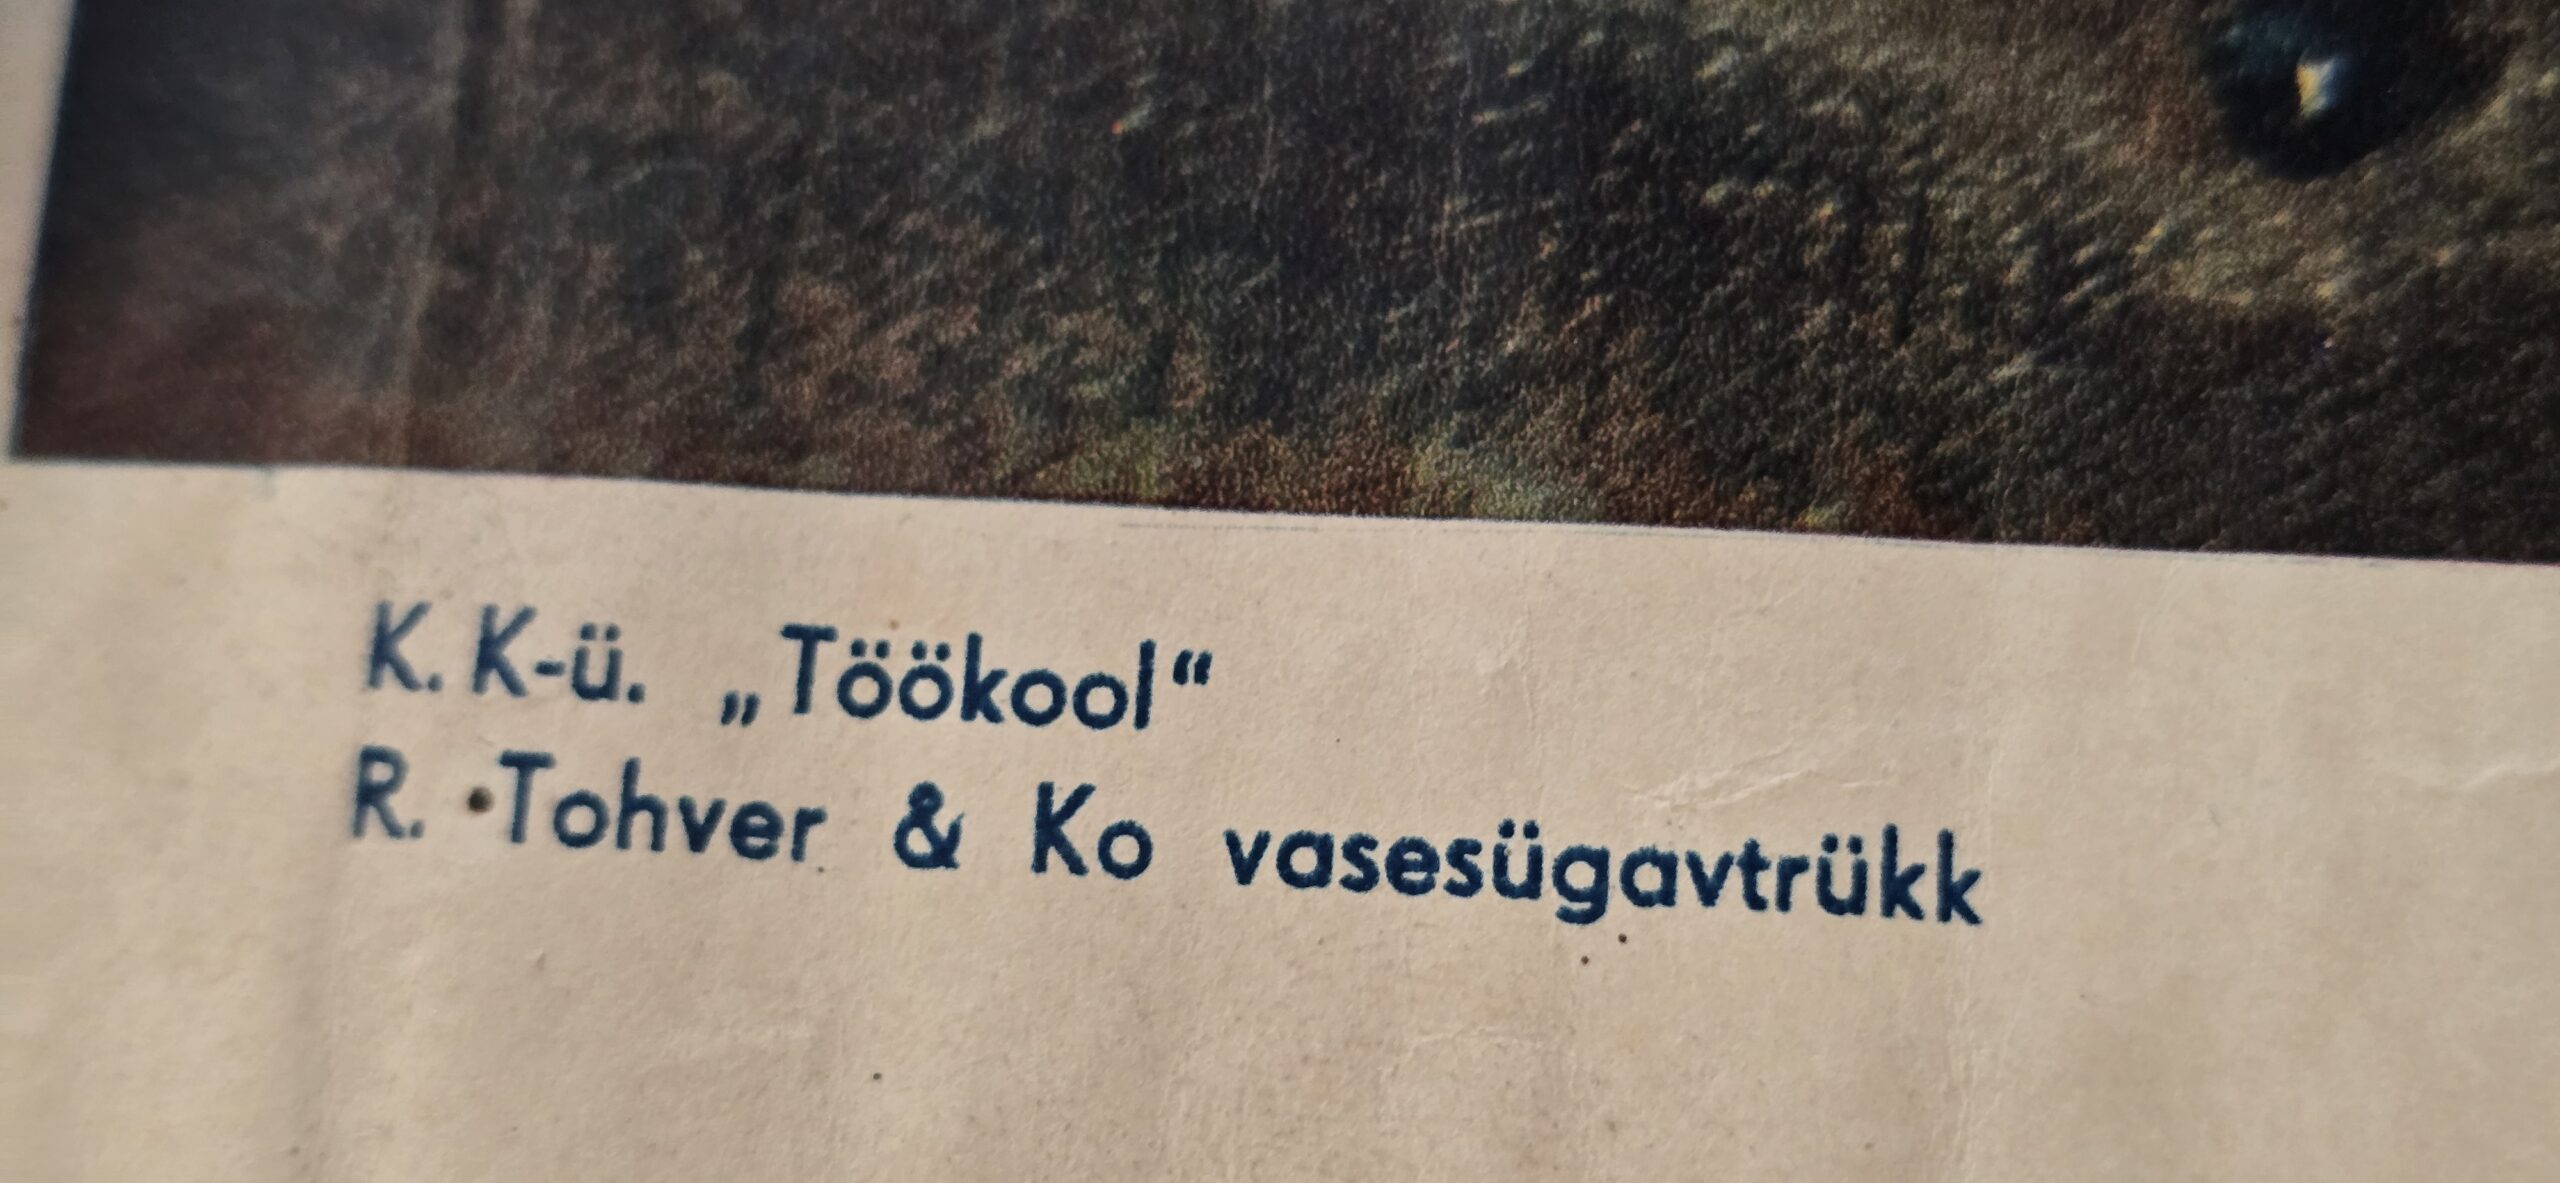 K. K-ü. „Töökool“
R. Tohver & Ko vasesügavtrükk